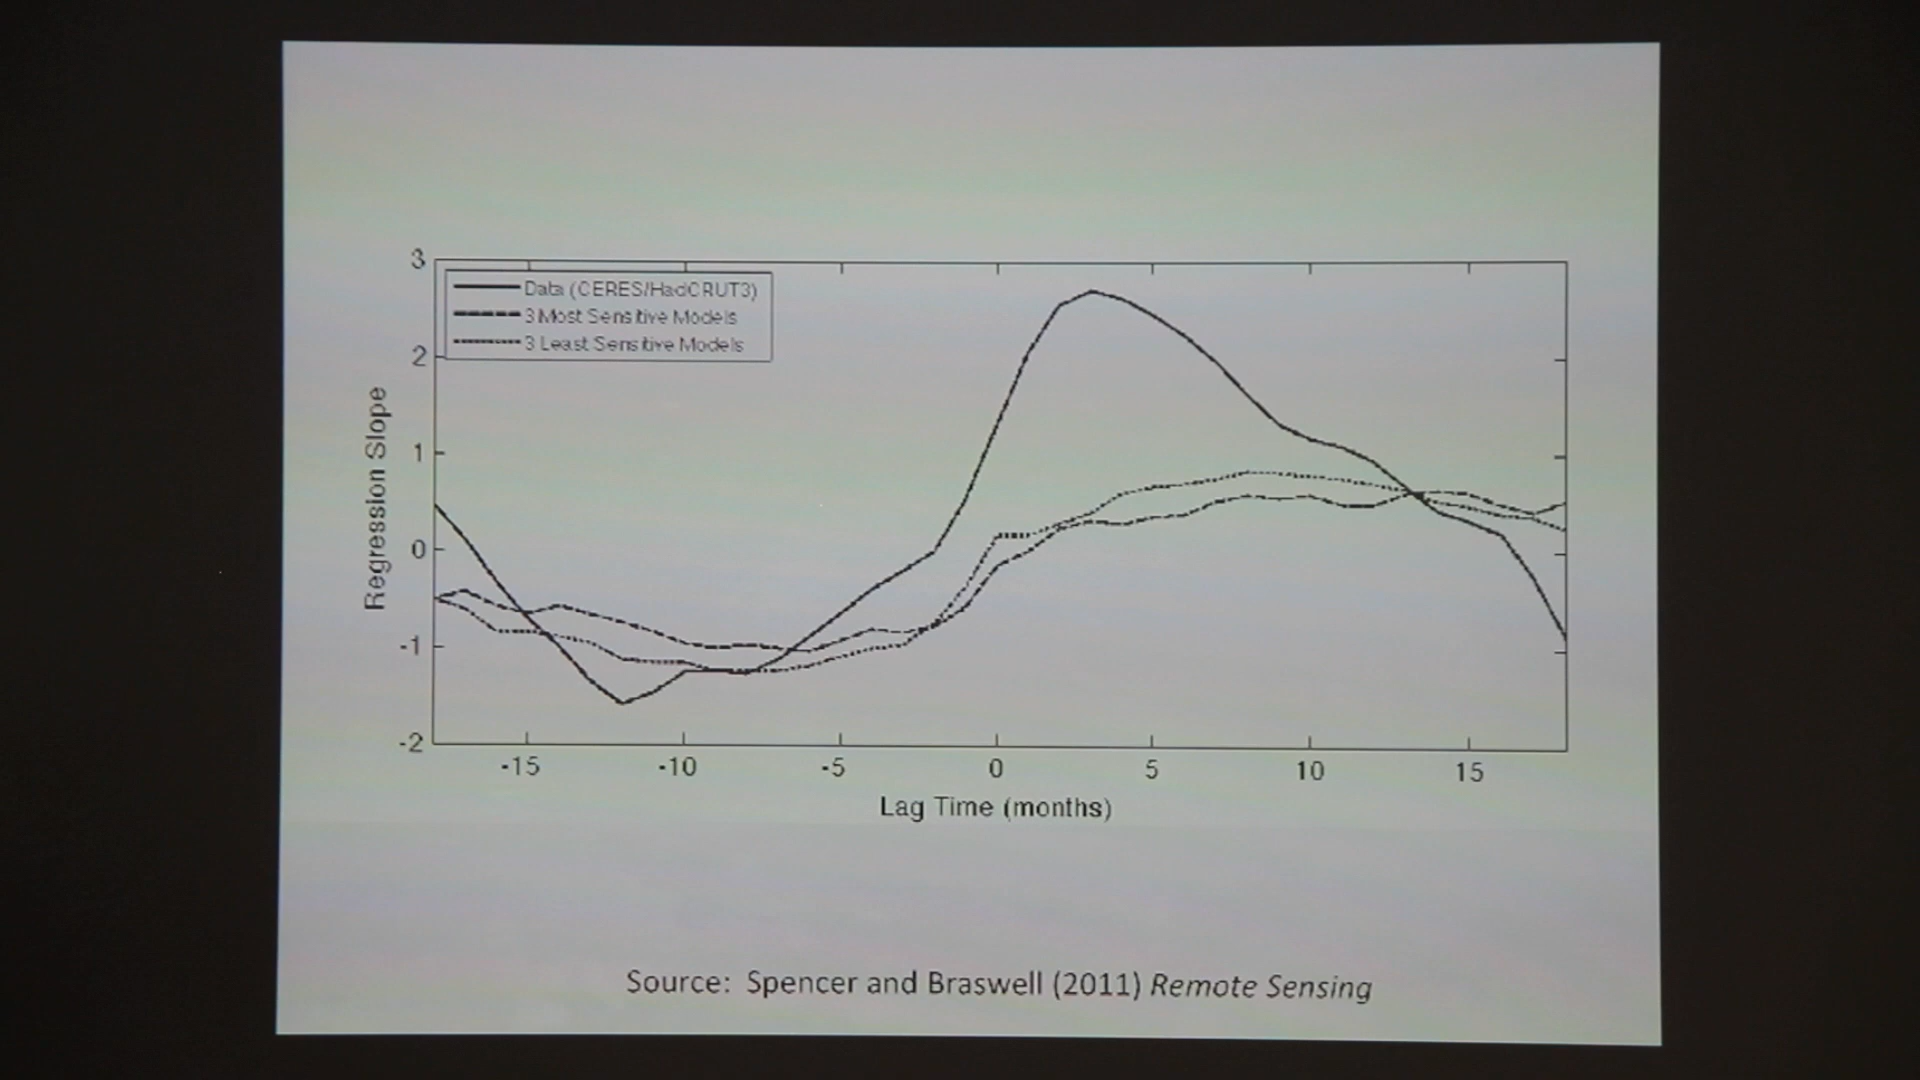 3
Data (CERES/HadCRUT3)
3 Most Sensitive Models
3 Least Sensitive Models
2
1
0
-1
-2
Regression Slope
-15 -10 -5 0 5 10 15
Lag Time (months)
Source: Spencer and Braswell (2011) Remote Sensing